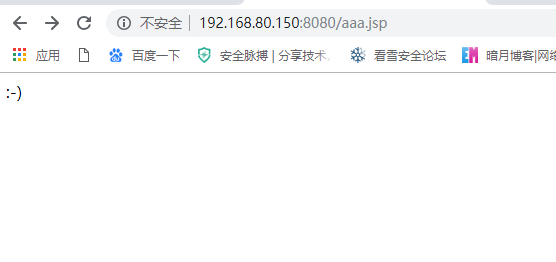 不安全 192.168.80.150:8080/aaa.jsp
应用 百度一下 安全脉搏 | 分享技术, 看雪安全论坛 暗月博客|网络
:-)